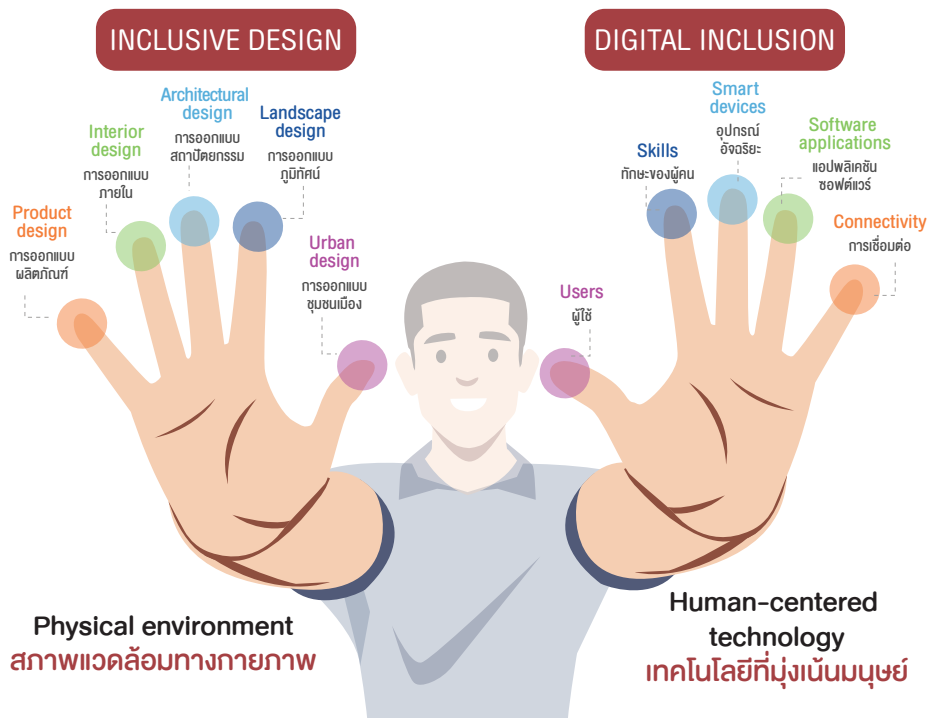 INCLUSIVE DESIGN
Product
design
การออกแบบ
ผลิตภัณฑ์
Interior
design
การออกแบบ
ภายใน
Architectural
design
การออกแบบ
สถาปัตยกรรม
Landscape
design
การออกแบบ
ภูมิทัศน์
Urban
design
การออกแบบ
ชุมชนเมือง
Physical environment
สภาพแวดล้อมทางกายภาพ
DIGITAL INCLUSION
Users
ผู้ใช้
Skills
ทักษะของผู้คน
Smart
devices
อุปกรณ์
อัจฉริยะ
Software
applications
แอปพลิเคชัน
ซอฟต์แวร์
Connectivity
การเชื่อมต่อ
Human-centered
technology
เทคโนโลยีที่มุ่งเน้นมนุษย์